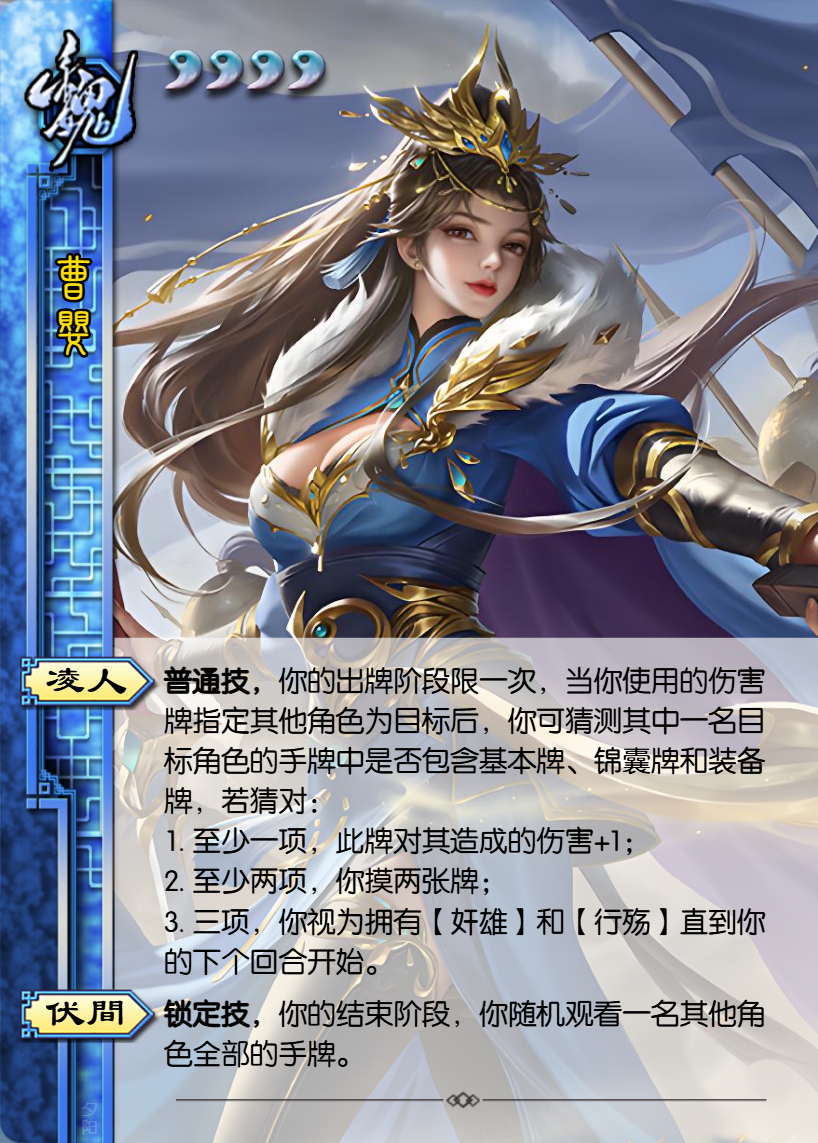 魏
曹嬰
凌人
普通技，你的出牌阶段限一次，当你使用的伤害
牌指定其他角色为目标后，你可猜测其中一名目
标角色的手牌中是否包含基本牌、锦囊牌和装备
牌，若猜对：
1. 至少一项，此牌对其造成的伤害+1；
2. 至少两项，你摸两张牌；
3. 三项，你视为拥有【奸雄】和【行殇】直到你
的下个回合开始。
伏間
锁定技，你的结束阶段，你随机观看一名其他角
色全部的手牌。
夕阳